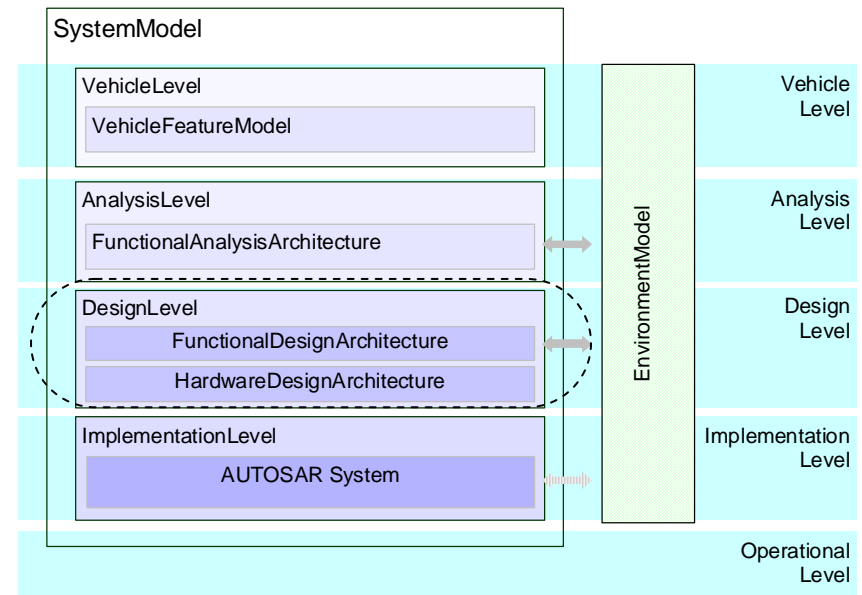 SystemModel
VehicleLevel
VehicleFeatureModel
Vehicle
Level
AnalysisLevel
FunctionalAnalysisArchitecture
Analysis
Level
EnvironmentModel
DesignLevel
FunctionalDesignArchitecture
HardwareDesignArchitecture
Design
Level
ImplementationLevel
AUTOSAR System
Implementation
Level
Operational
Level